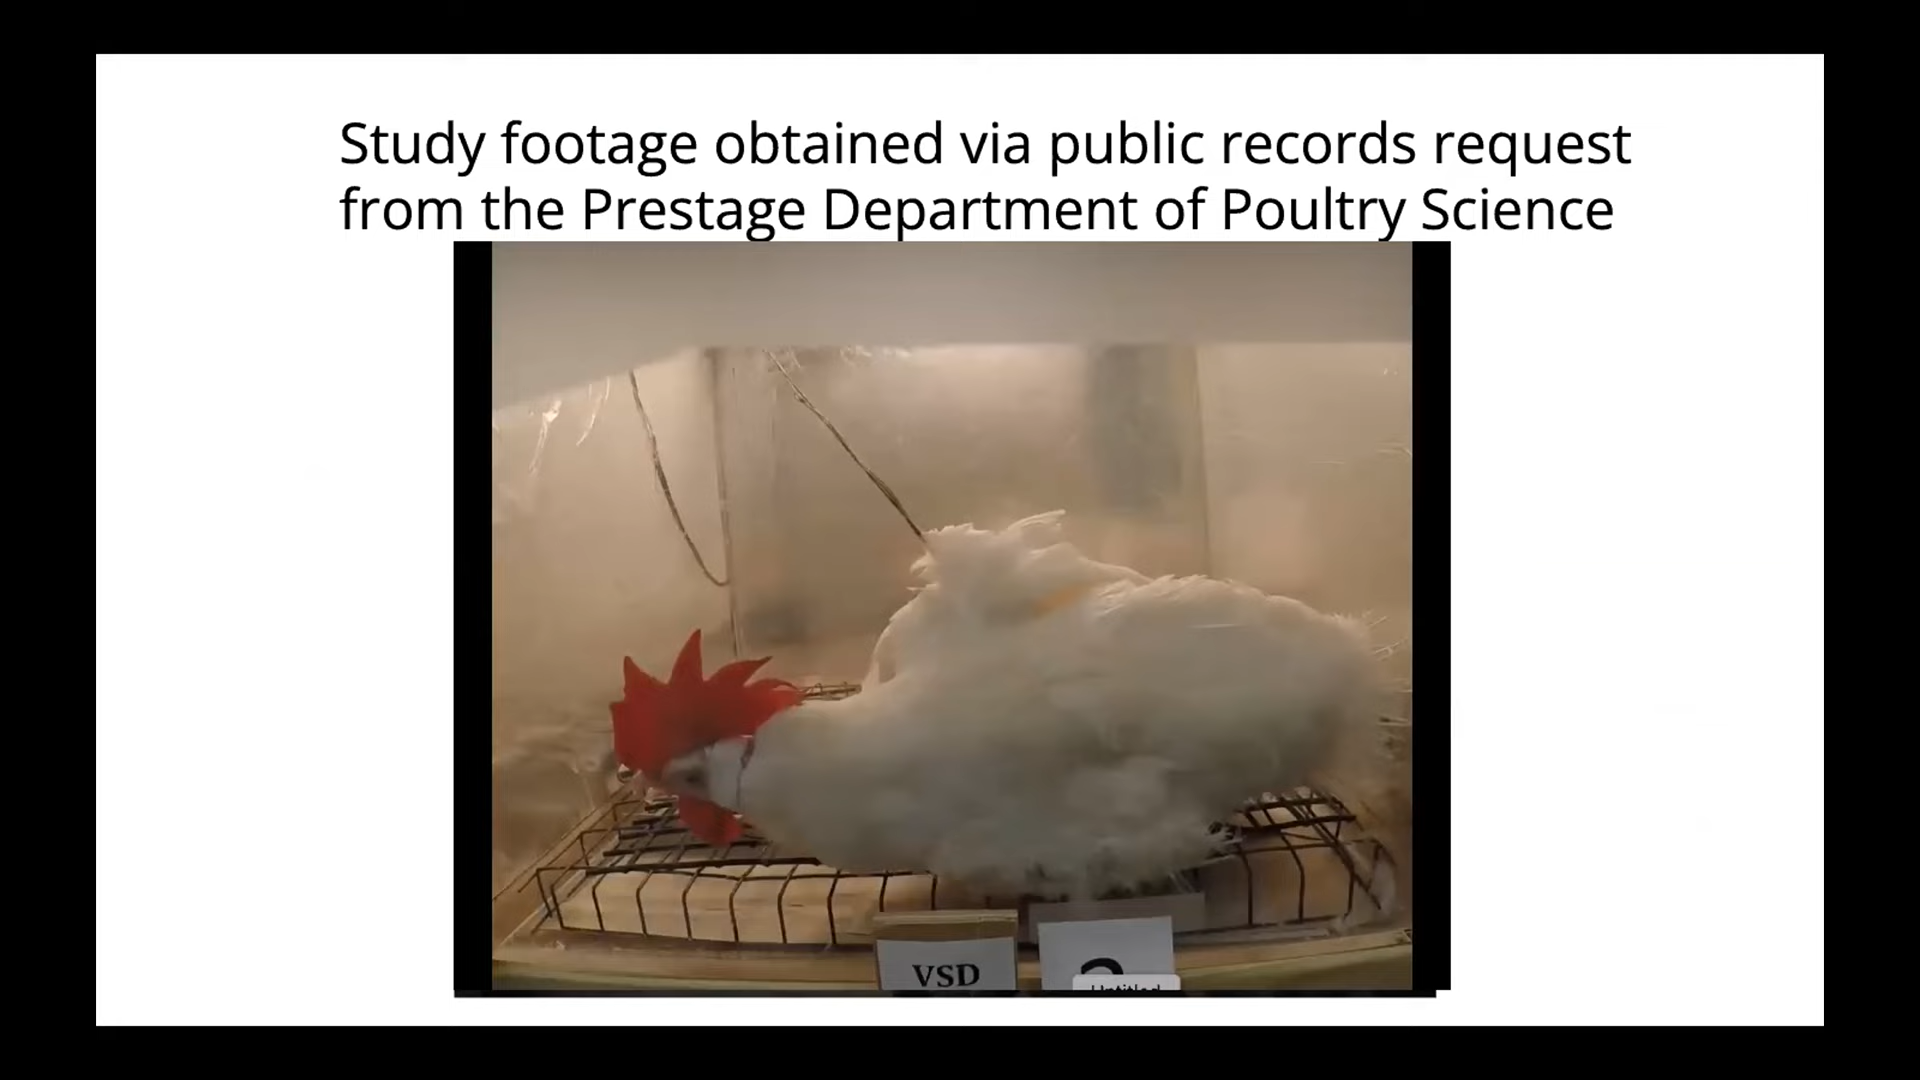 Study footage obtained via public records request
from the Prestage Department of Poultry Science
VSD